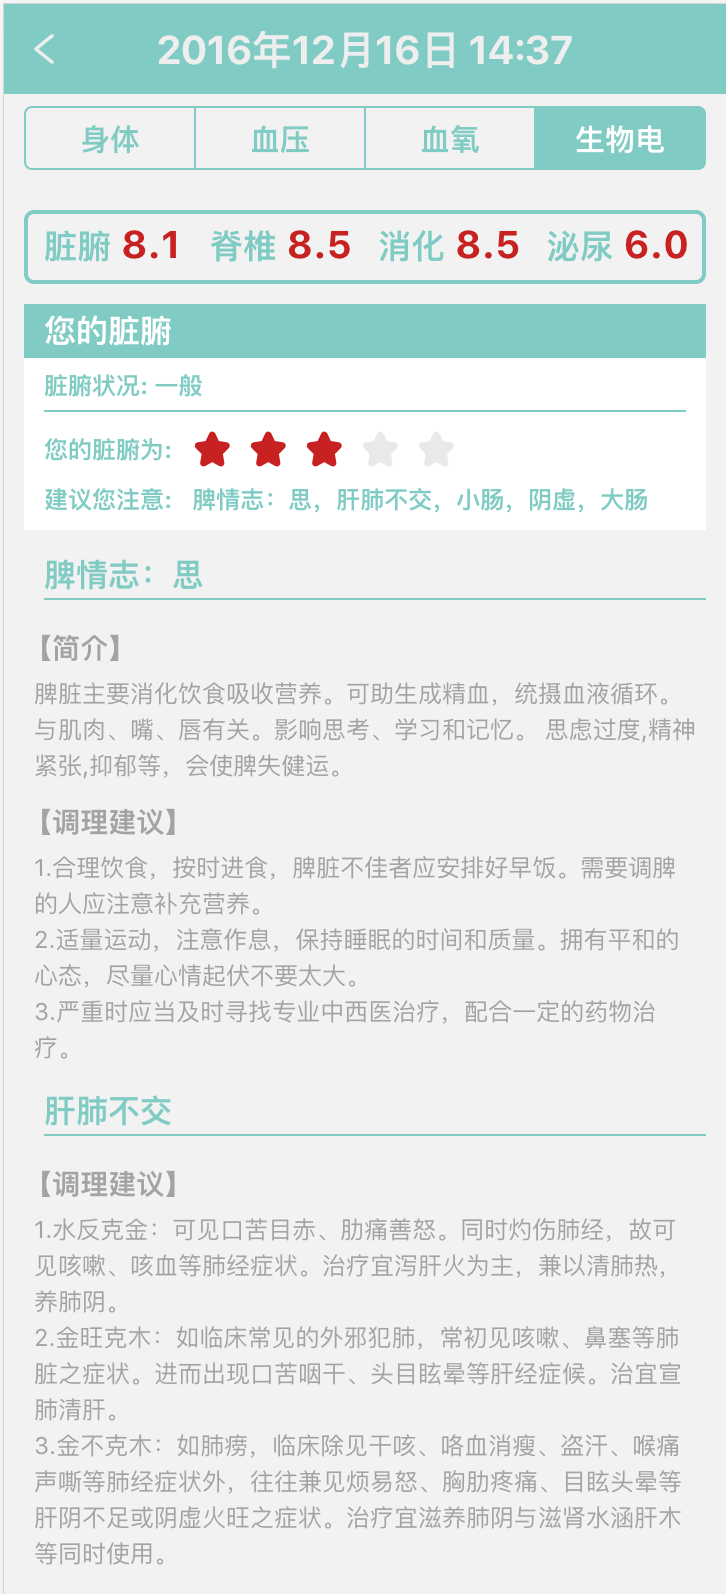 2016年12月16日 14:37
身体 血压 血氧 生物电
脏腑 8.1 脊椎 8.5 消化 8.5 泌尿 6.0
您的脏腑
脏腑状况: 一般
您的脏腑为:
建议您注意: 脾情志：思，肝肺不交，小肠，阴虚，大肠
脾情志：思
【简介】
脾脏主要消化饮食吸收营养。可助生成精血，统摄血液循环。
与肌肉、嘴、唇有关。影响思考、学习和记忆。 思虑过度,精神
紧张,抑郁等，会使脾失健运。
【调理建议】
1.合理饮食，按时进食，脾脏不佳者应安排好早饭。需要调脾
的人应注意补充营养。
2.适量运动，注意作息，保持睡眠的时间和质量。拥有平和的
心态，尽量心情起伏不要太大。
3.严重时应当及时寻找专业中西医治疗，配合一定的药物治
疗。
肝肺不交
【调理建议】
1.水反克金：可见口苦目赤、肋痛善怒。同时灼伤肺经，故可
见咳嗽、咳血等肺经症状。治疗宜泻肝火为主，兼以清肺热，
养肺阴。
2.金旺克木：如临床常见的外邪犯肺，常初见咳嗽、鼻塞等肺
脏之症状。进而出现口苦咽干、头目眩晕等肝经症候。治宜宣
肺清肝。
3.金不克木：如肺痨，临床除见干咳、咯血消瘦、盗汗、喉痛
声嘶等肺经症状外，往往兼见烦易怒、胸肋疼痛、目眩头晕等
肝阴不足或阴虚火旺之症状。治疗宜滋养肺阴与滋肾水涵肝木
等同时使用。